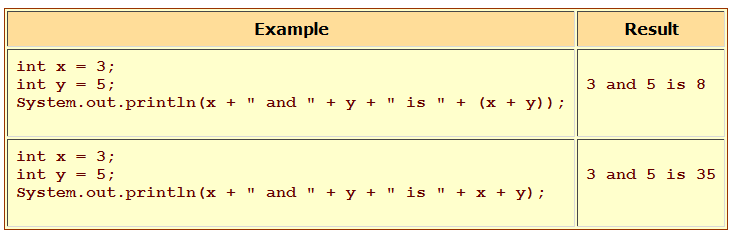 Example Result
int x = 3;
int y = 5;
System.out.println(x + " and " + y + " is " + (x + y));
3 and 5 is 8
int x = 3;
int y = 5;
System.out.println(x + " and " + y + " is " + x + y);
3 and 5 is 35